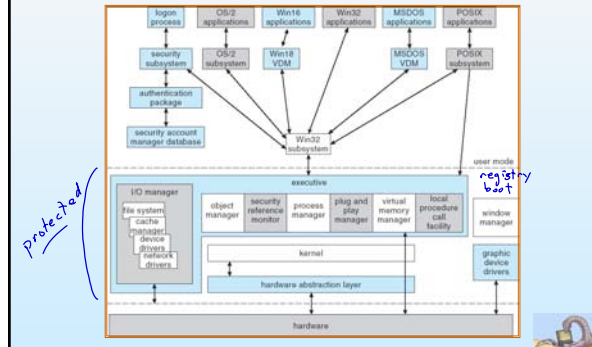 logon
process
OS/2
applications
Win16
applications
Win32
applications
MSDOS
applications
POSIX
applications
security
subsystem
OS/2
subsystem
Win18
VDM
MSDOS
VDM
POSIX
subsystem
authentication
package
security account
manager database
Win32
subsystem
user mode
executive
registry
boot
protected
I/O manager
file system
cache
manager
device
drivers
network
drivers
object
manager
security
reference
monitor
process
manager
plug and
play
manager
virtual
memory
manager
local
procedure
call
facility
window
manager
kernel
graphic
device
drivers
hardware abstraction layer
hardware